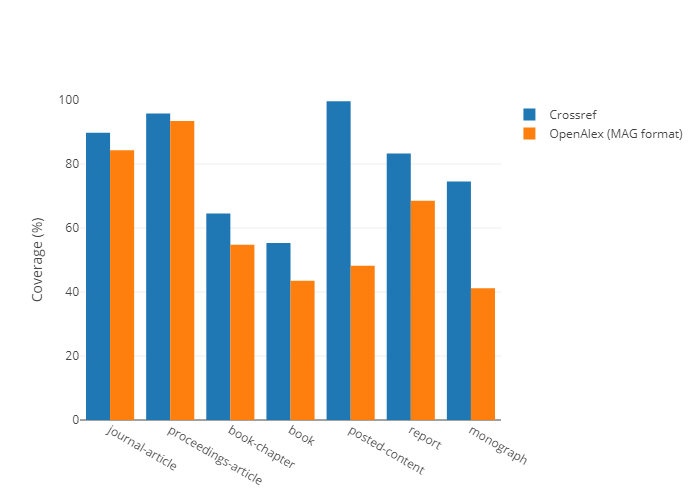 100
80
60
40
20
0
Coverage (%)
journal-article
proceedings-article
book-chapter
book
posted-content
report
monograph
Crossref
OpenAlex (MAG format)